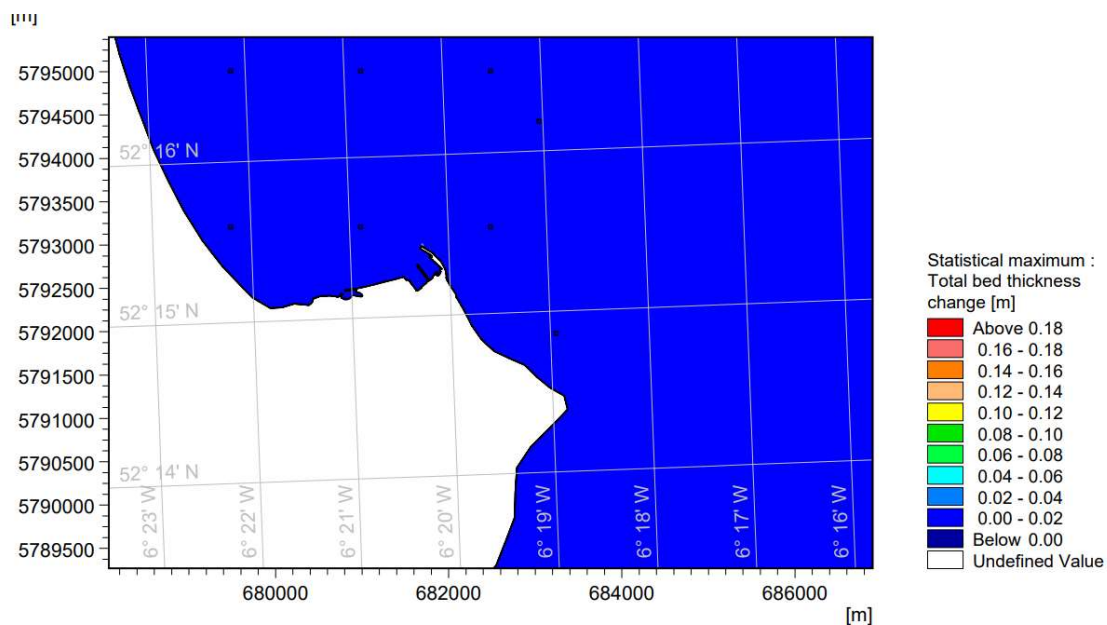 [m]
5795000
5794500
5794000
5793500
5793000
5792500
5792000
5791500
5791000
5790500
5790000
5789500
52° 16' N
52° 15' N
52° 14' N
6° 23' W
6° 22' W
6° 21' W
6° 20' W
6° 19' W
6° 18' W
6° 17' W
6° 16' W
680000 682000 684000 686000
[m]
Statistical maximum :
Total bed thickness
change [m]
Above 0.18
0.16 - 0.18
0.14 - 0.16
0.12 - 0.14
0.10 - 0.12
0.08 - 0.10
0.06 - 0.08
0.04 - 0.06
0.02 - 0.04
0.00 - 0.02
Below 0.00
Undefined Value